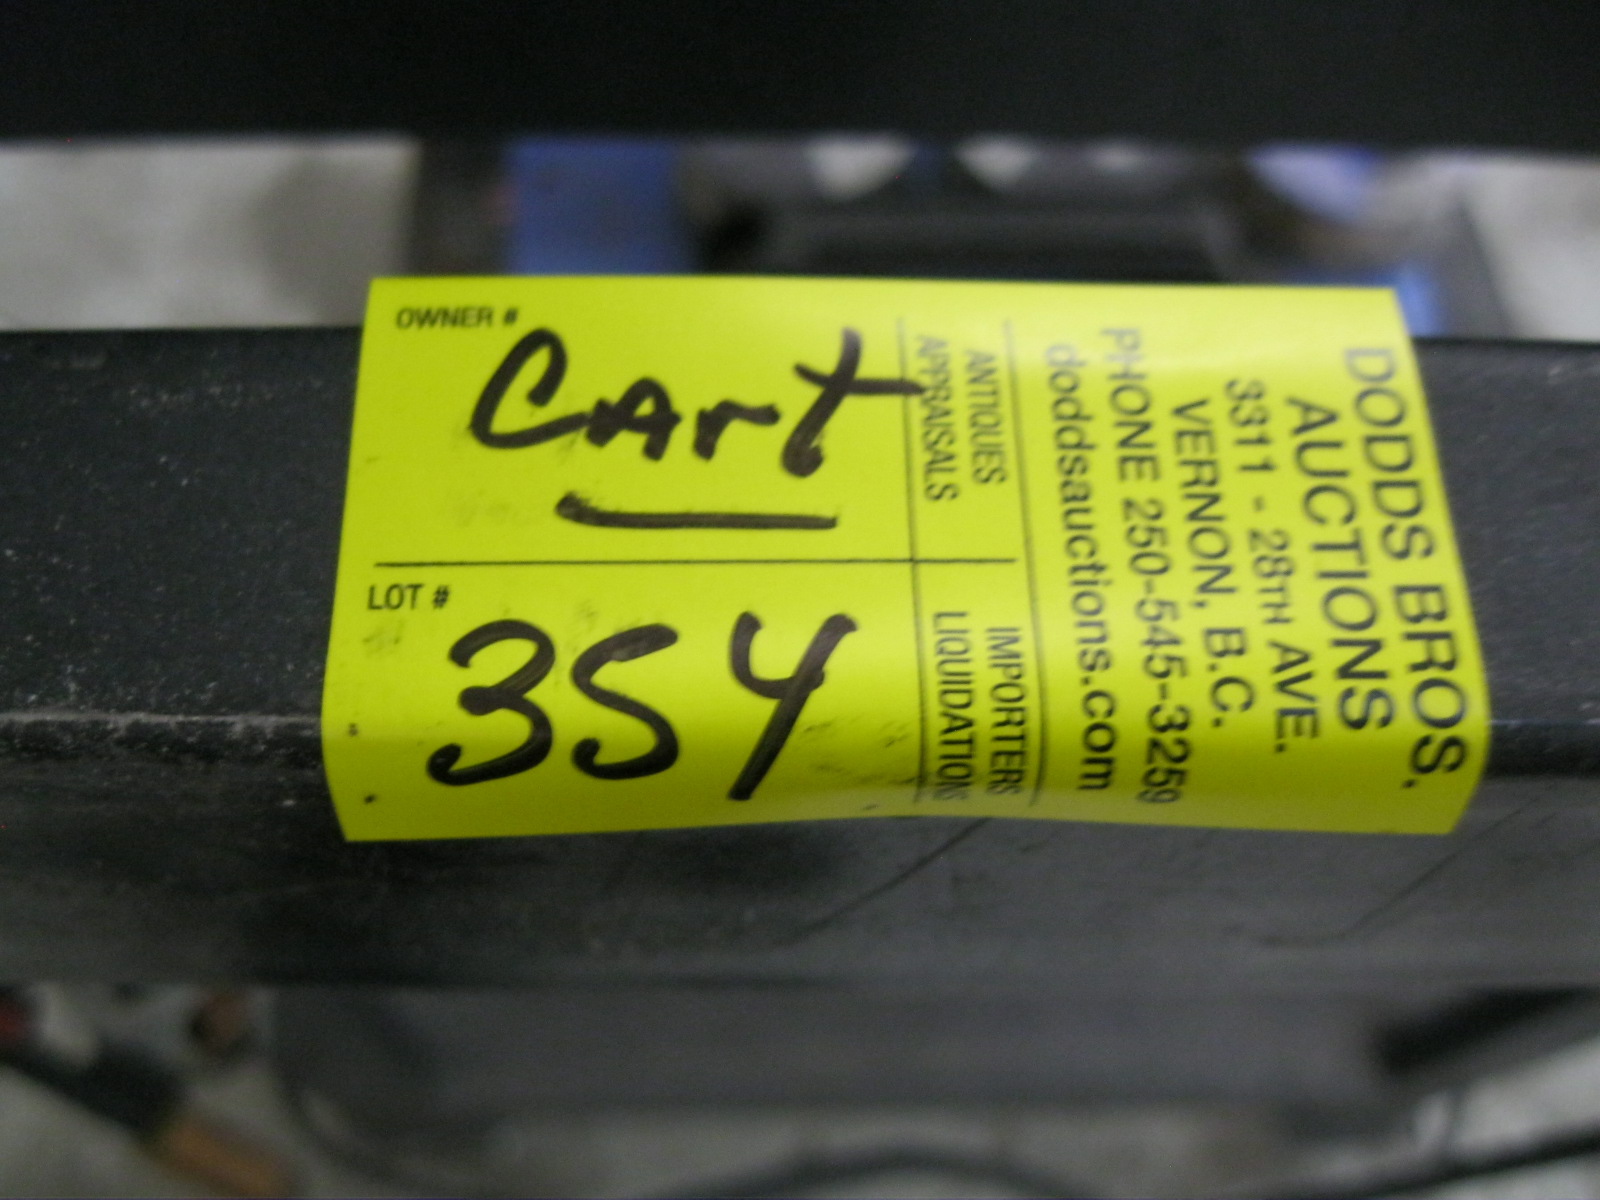 OWNER #
CArt
LOT #
354
ANTIQUES
APPRAISALS
IMPORTERS
LIQUIDATIONS
DODDS BROS.
AUCTIONS
3311 - 28TH AVE.
VERNON, B.C.
PHONE 250-545-3259
doddsauctions.com